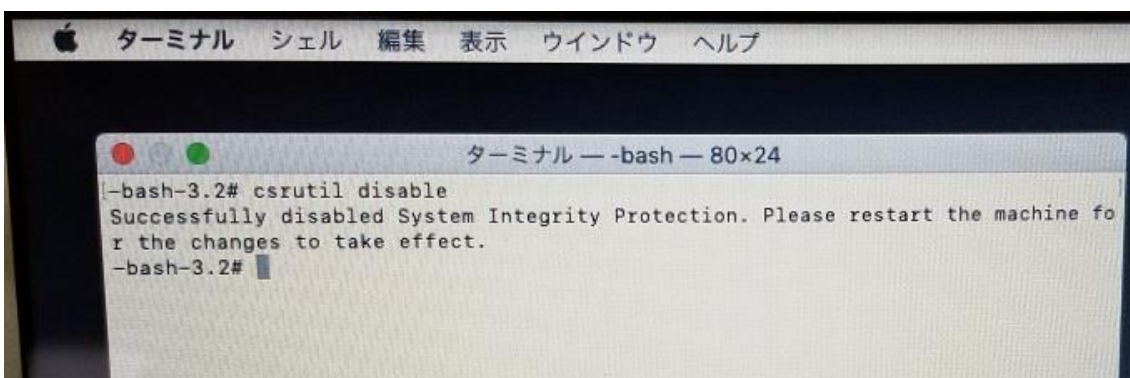 ターミナル シェル 編集 表示 ウインドウ ヘルプ
ターミナル — -bash — 80×24
[-bash-3.2# csrutil disable ]
Successfully disabled System Integrity Protection. Please restart the machine fo
r the changes to take effect.
-bash-3.2#